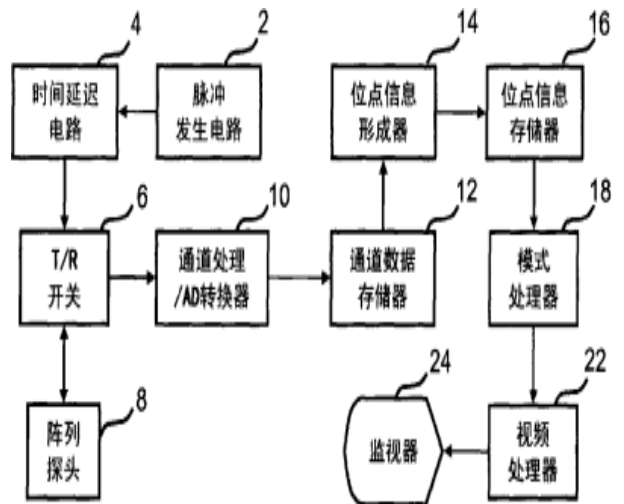 4
2
14
16
时间延迟
电路
脉冲
发生电路
位点信息
形成器
位点信息
存储器
6
10
12
18
T/R
开关
通道处理
/AD转换器
通道数据
存储器
模式
处理器
8
24
22
阵列
探头
监视器
视频
处理器